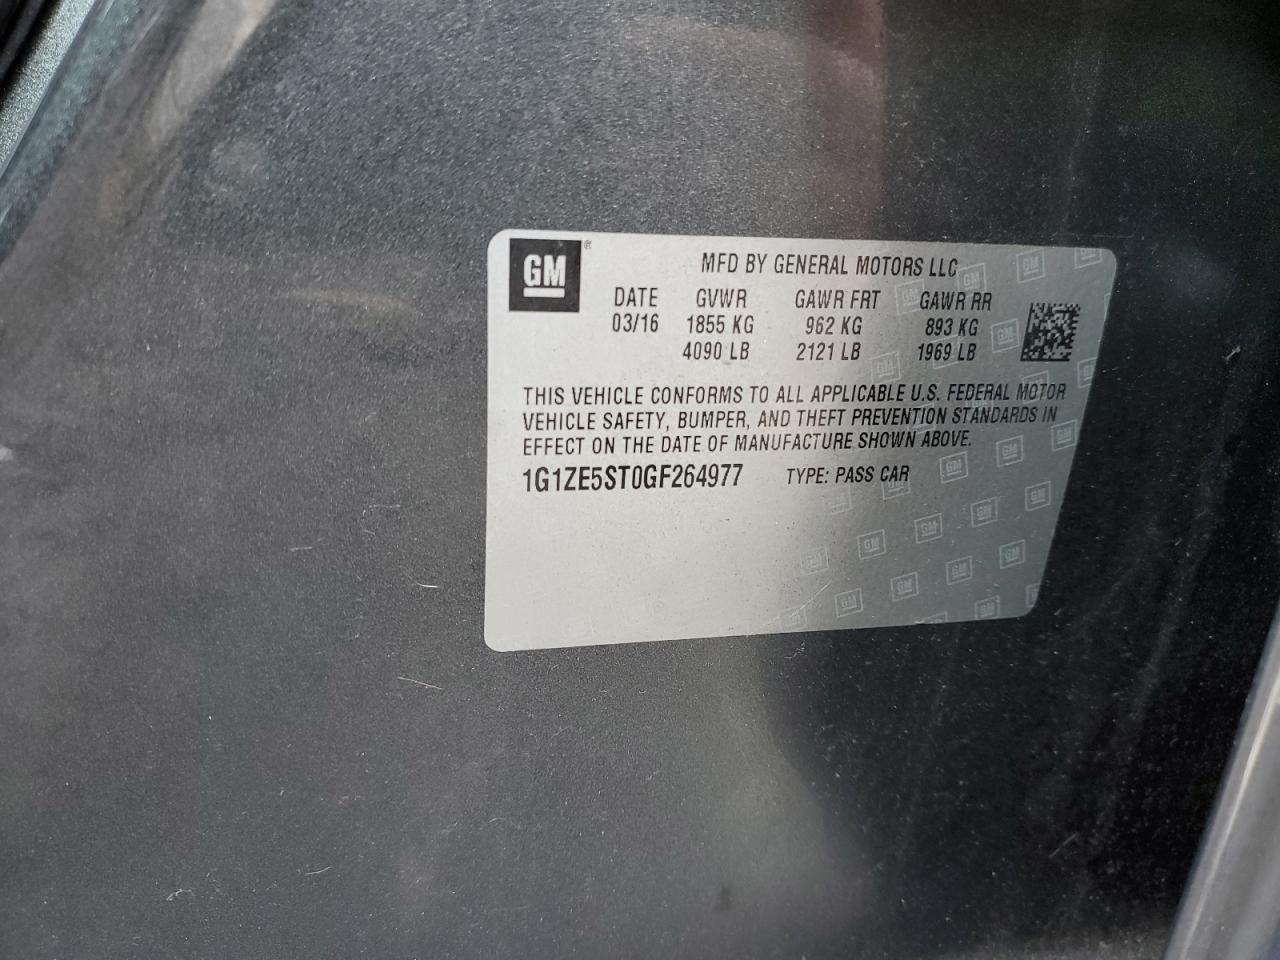 GM ®
MFD BY GENERAL MOTORS LLC
DATE GVWR GAWR FRT GAWR RR
03/16 1855 KG 962 KG 893 KG
4090 LB 2121 LB 1969 LB
THIS VEHICLE CONFORMS TO ALL APPLICABLE U.S. FEDERAL MOTOR
VEHICLE SAFETY, BUMPER, AND THEFT PREVENTION STANDARDS IN
EFFECT ON THE DATE OF MANUFACTURE SHOWN ABOVE.
1G1ZE5ST0GF264977 TYPE: PASS CAR